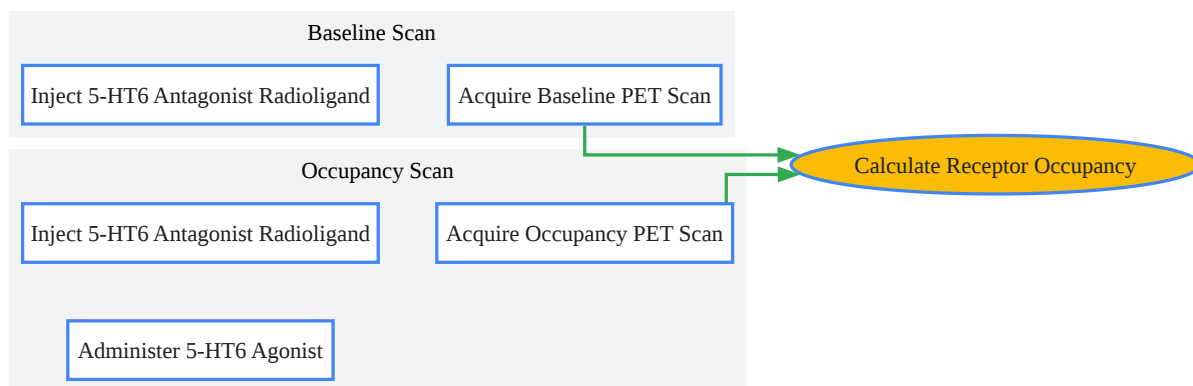 Baseline Scan
Inject 5-HT6 Antagonist Radioligand
Acquire Baseline PET Scan
Calculate Receptor Occupancy
Occupancy Scan
Inject 5-HT6 Antagonist Radioligand
Acquire Occupancy PET Scan
Administer 5-HT6 Agonist